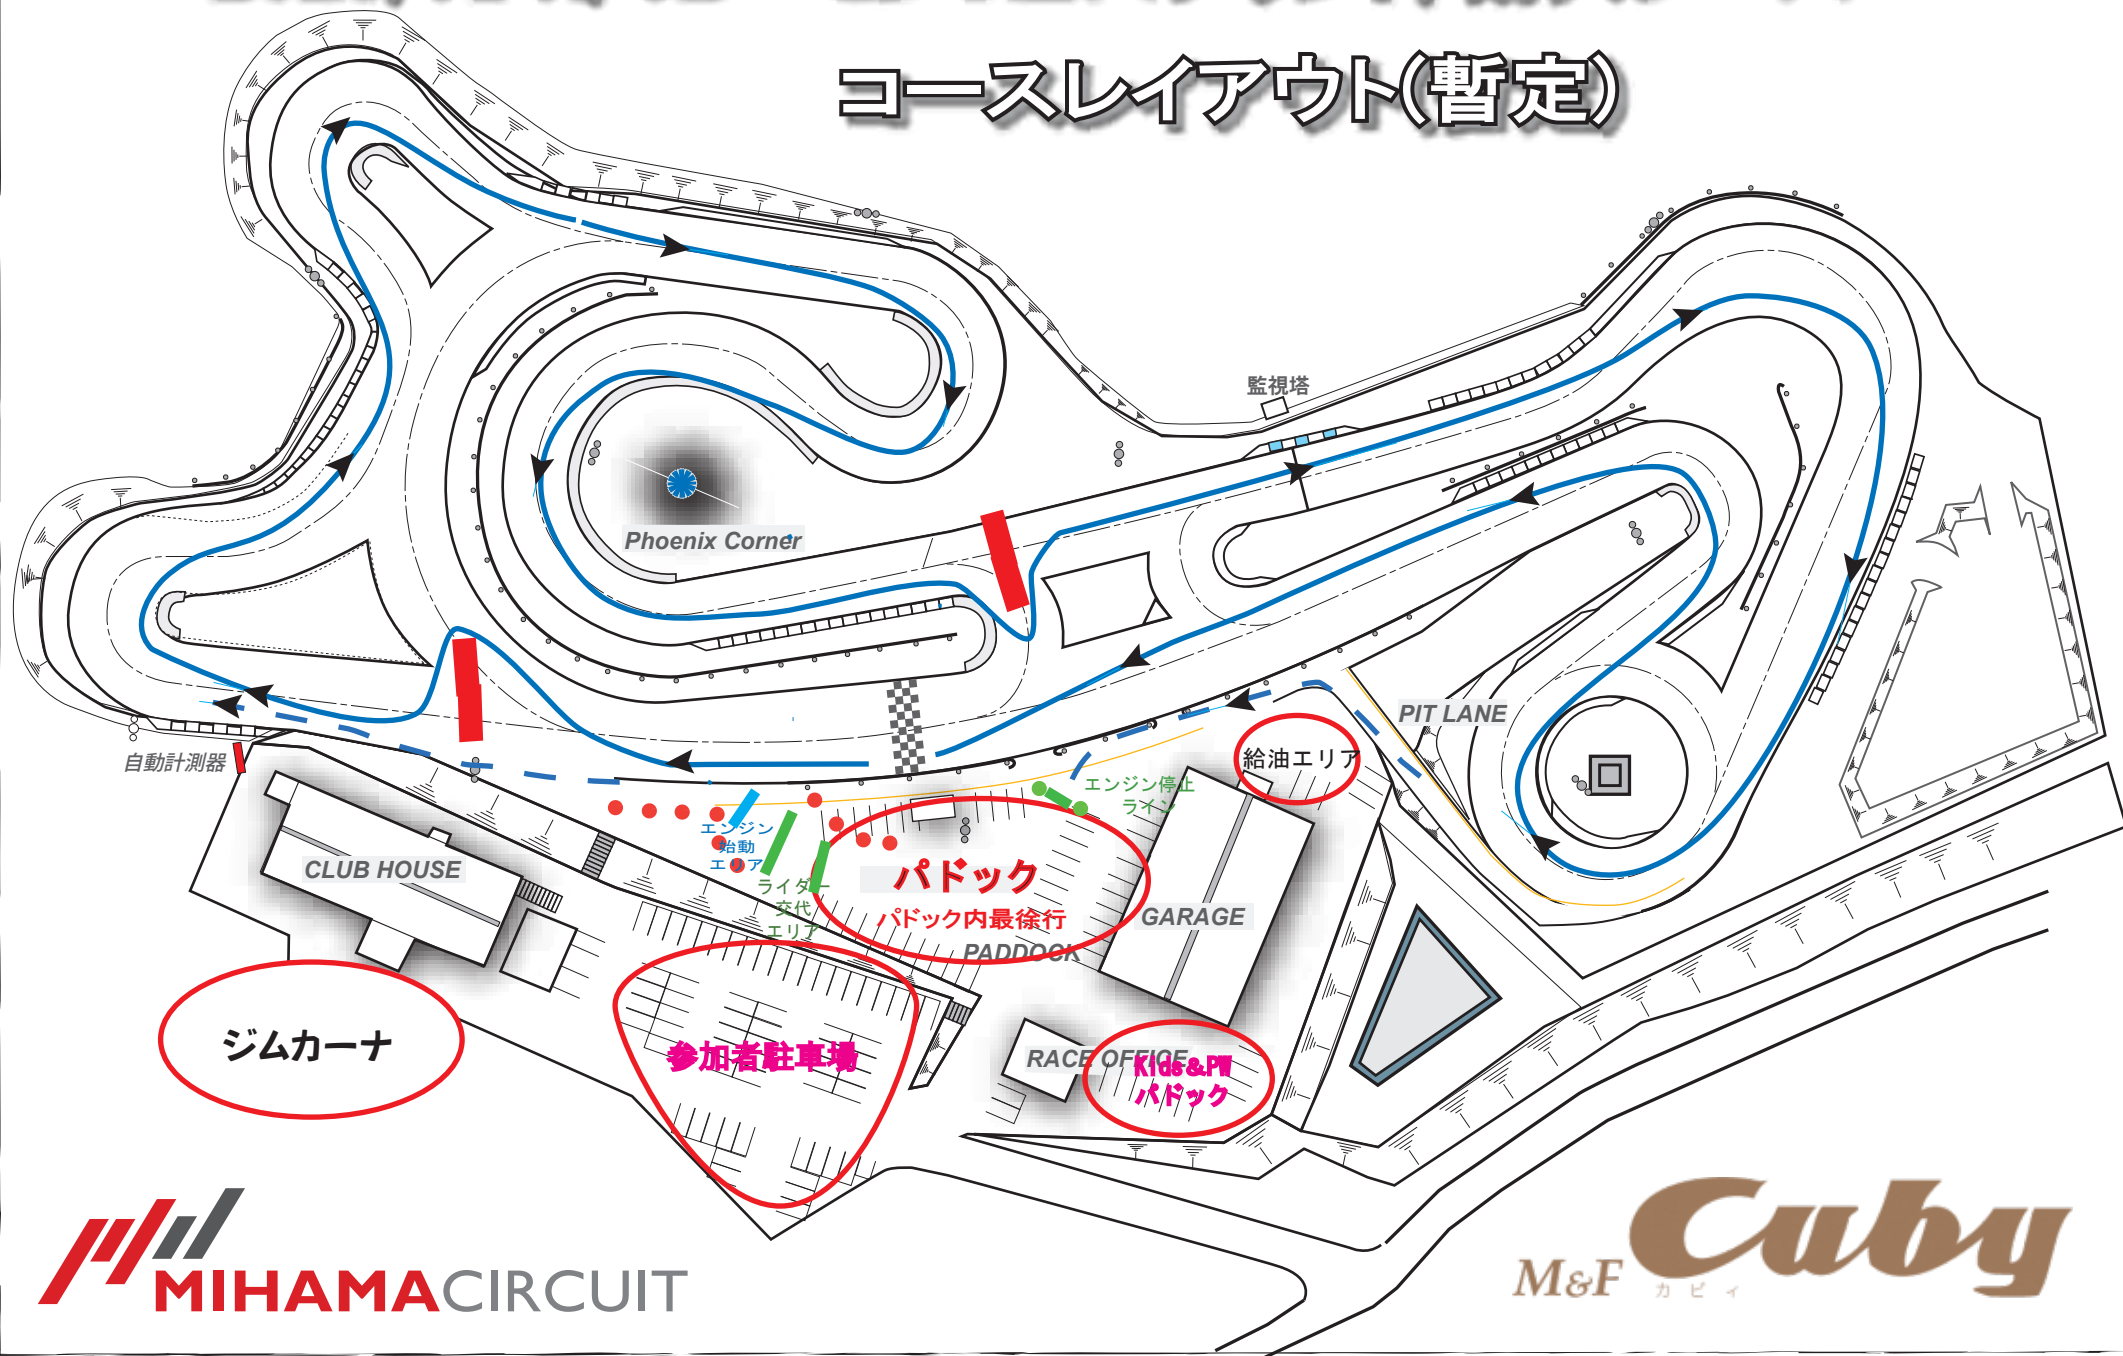 コースレイアウト(暫定)
監視塔
Phoenix Corner
PIT LANE
自動計測器
給油エリア
エンジン停止
ライン
エンジン
始動
エリア
CLUB HOUSE
ライダー
交代
エリア
パドック
パドック内最徐行
PADDOCK
GARAGE
ジムカーナ
参加者駐車場
RACE OFFICE
Kids&PW
パドック
MIHAMACIRCUIT
M&F Cuby
カビィ